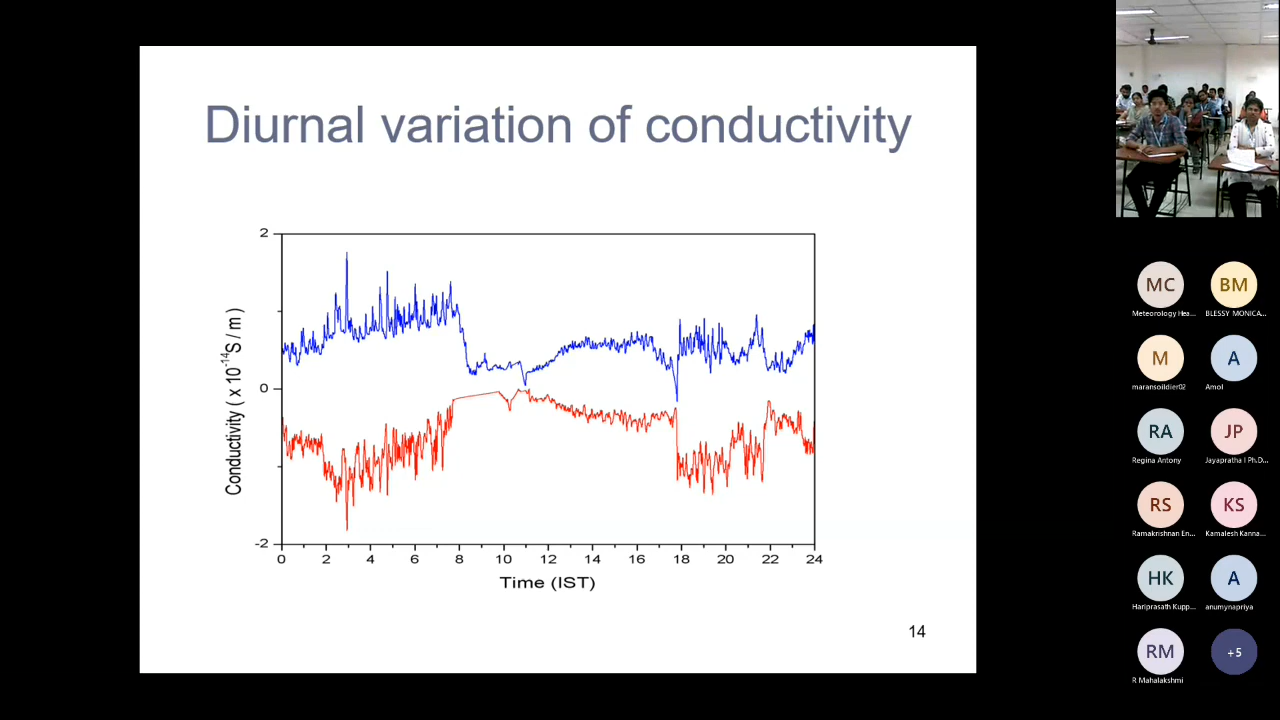 Diurnal variation of conductivity
2
0
-2
Conductivity ( x 10⁻¹⁴S / m )
0 2 4 6 8 10 12 14 16 18 20 22 24
Time (IST)
14
MC
BM
Meteorology Hea...
BLESSY MONICA...
M
A
maransoildier02
Amol
RA
JP
Regina Antony
Jayapratha I Ph.D...
RS
KS
Ramakrishnan En...
Kamalesh Kanna...
HK
A
Hariprasath Kupp...
anumynapriya
RM
+5
R Mahalakshmi